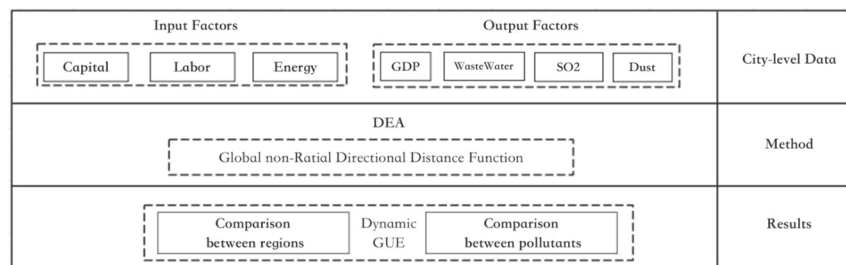 Input Factors
Output Factors
Capital
Labor
Energy
GDP
WasteWater
SO2
Dust
City-level Data
DEA
Global non-Ratial Directional Distance Function
Method
Comparison
between regions
Dynamic
GUE
Comparison
between pollutants
Results